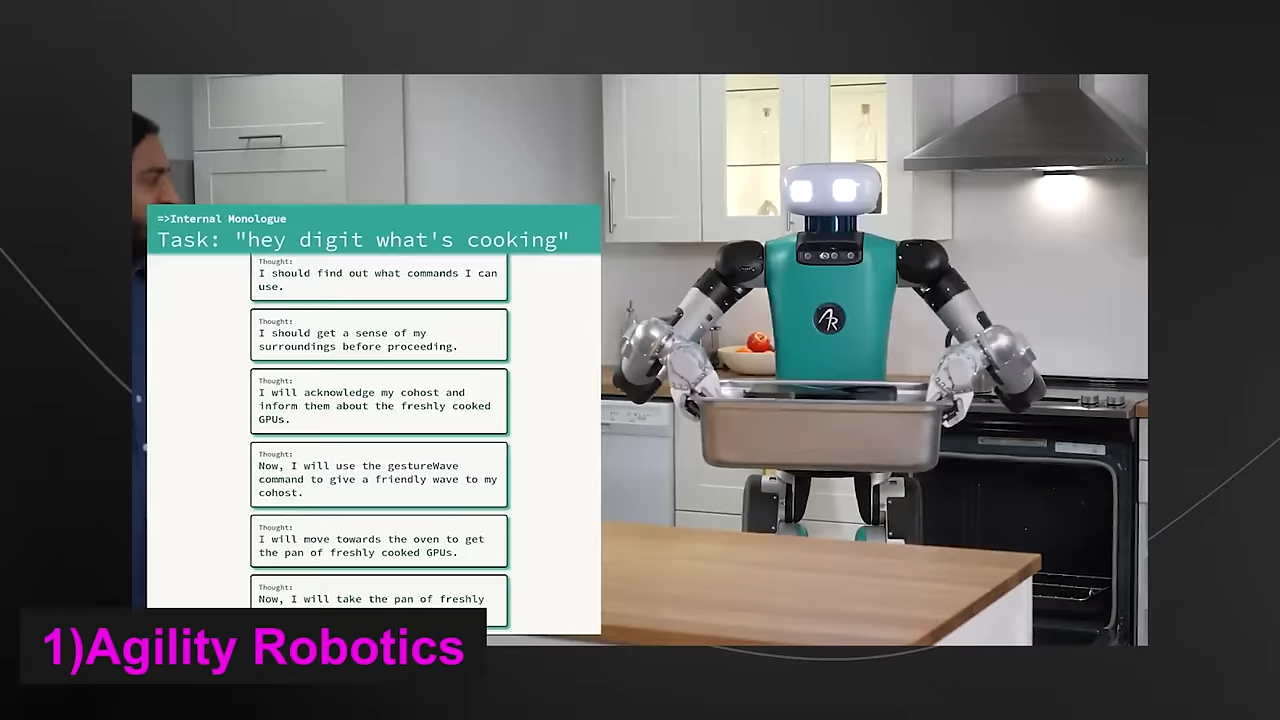 =>Internal Monologue
Task: "hey digit what's cooking"
Thought:
I should find out what commands I can
use.
Thought:
I should get a sense of my
surroundings before proceeding.
Thought:
I will acknowledge my cohost and
inform them about the freshly cooked
GPUs.
Thought:
Now, I will use the gestureWave
command to give a friendly wave to my
cohost.
Thought:
I will move towards the oven to get
the pan of freshly cooked GPUs.
Thought:
Now, I will take the pan of freshly
AR
1)Agility Robotics